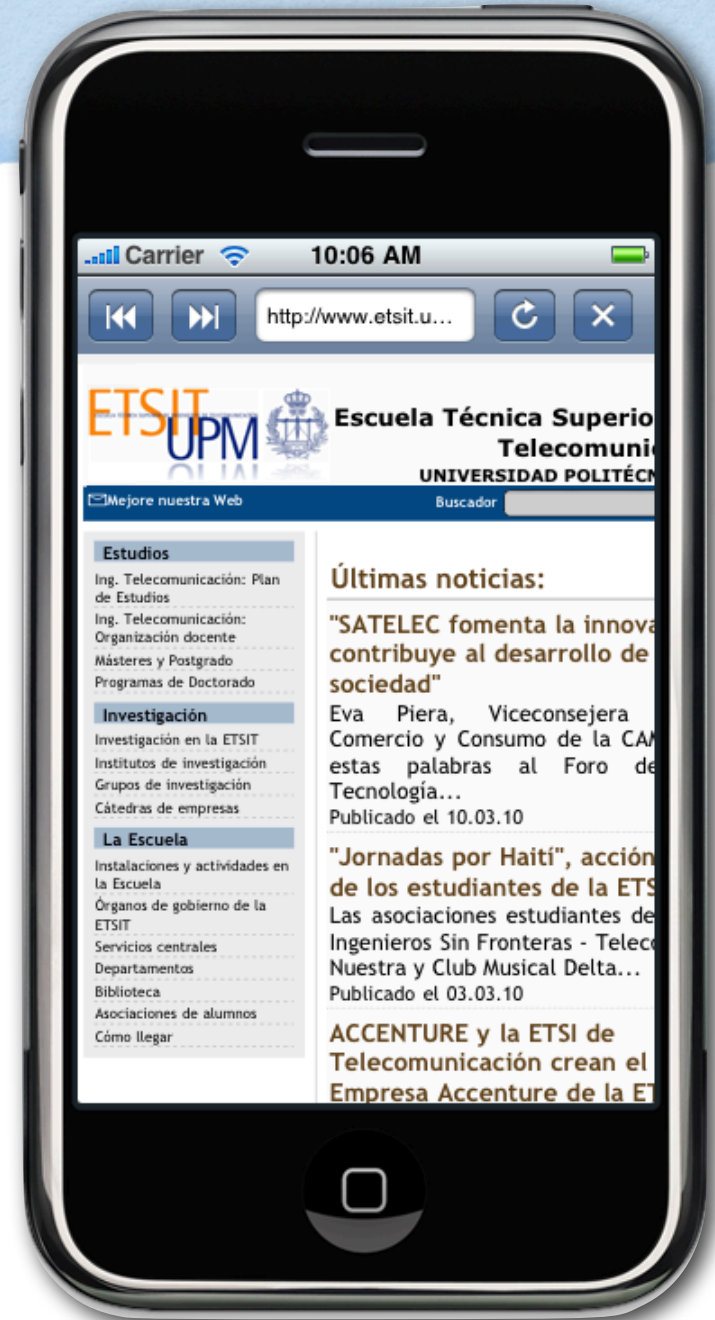 Carrier 10:06 AM
http://www.etsit.u...
ETSIT
UPM
Escuela Técnica Superio
Telecomuni
UNIVERSIDAD POLITÉCN
Mejore nuestra Web
Buscador
Estudios
Ing. Telecomunicación: Plan
de Estudios
Ing. Telecomunicación:
Organización docente
Másteres y Postgrado
Programas de Doctorado
Investigación
Investigación en la ETSIT
Institutos de investigación
Grupos de investigación
Cátedras de empresas
La Escuela
Instalaciones y actividades en
la Escuela
Órganos de gobierno de la
ETSIT
Servicios centrales
Departamentos
Biblioteca
Asociaciones de alumnos
Cómo llegar
Últimas noticias:
"SATELEC fomenta la innova
contribuye al desarrollo de
sociedad"
Eva Piera, Viceconsejera
Comercio y Consumo de la CAM
estas palabras al Foro de
Tecnología...
Publicado el 10.03.10
"Jornadas por Haití", acción
de los estudiantes de la ETS
Las asociaciones estudiantes de
Ingenieros Sin Fronteras - Teleco
Nuestra y Club Musical Delta...
Publicado el 03.03.10
ACCENTURE y la ETSI de
Telecomunicación crean el
Empresa Accenture de la ET